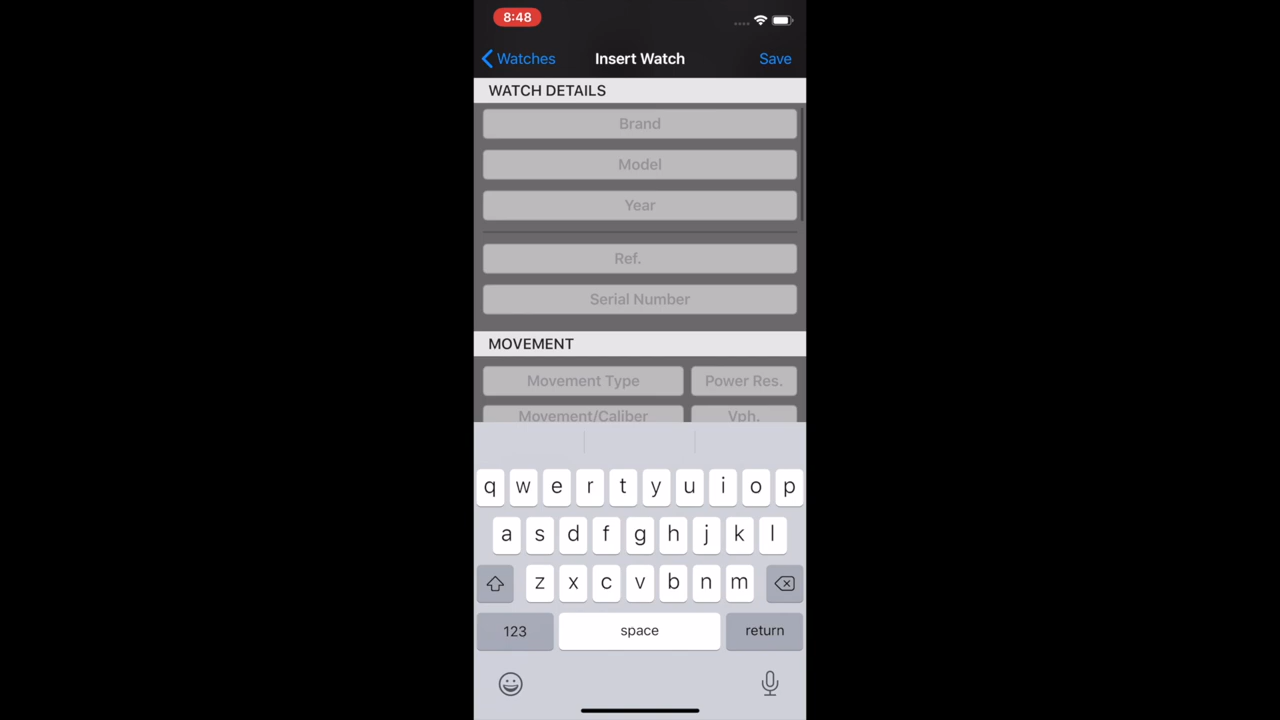 8:48
Watches Insert Watch Save
WATCH DETAILS
Brand
Model
Year
Ref.
Serial Number
MOVEMENT
Movement Type Power Res.
Movement/Caliber Vph.
q w e r t y u i o p
a s d f g h j k l
z x c v b n m
123 space return